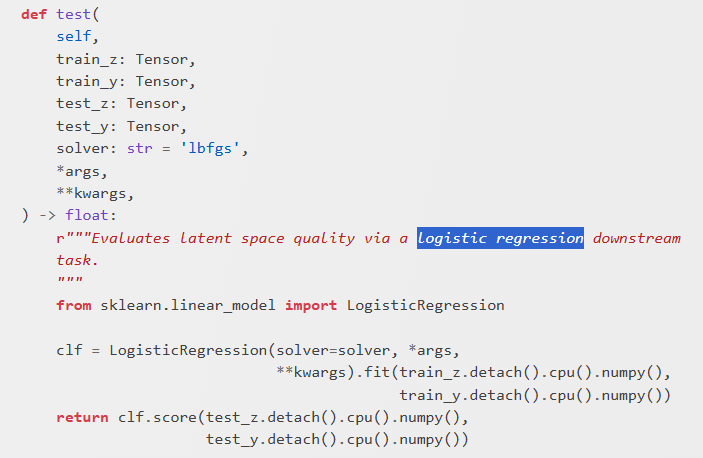 def test(
    self,
    train_z: Tensor,
    train_y: Tensor,
    test_z: Tensor,
    test_y: Tensor,
    solver: str = 'lbfgs',
    *args,
    **kwargs,
) -> float:
    r"""Evaluates latent space quality via a logistic regression downstream
    task.
    """
    from sklearn.linear_model import LogisticRegression

    clf = LogisticRegression(solver=solver, *args,
                             **kwargs).fit(train_z.detach().cpu().numpy(),
                                           train_y.detach().cpu().numpy())
    return clf.score(test_z.detach().cpu().numpy(),
                     test_y.detach().cpu().numpy())